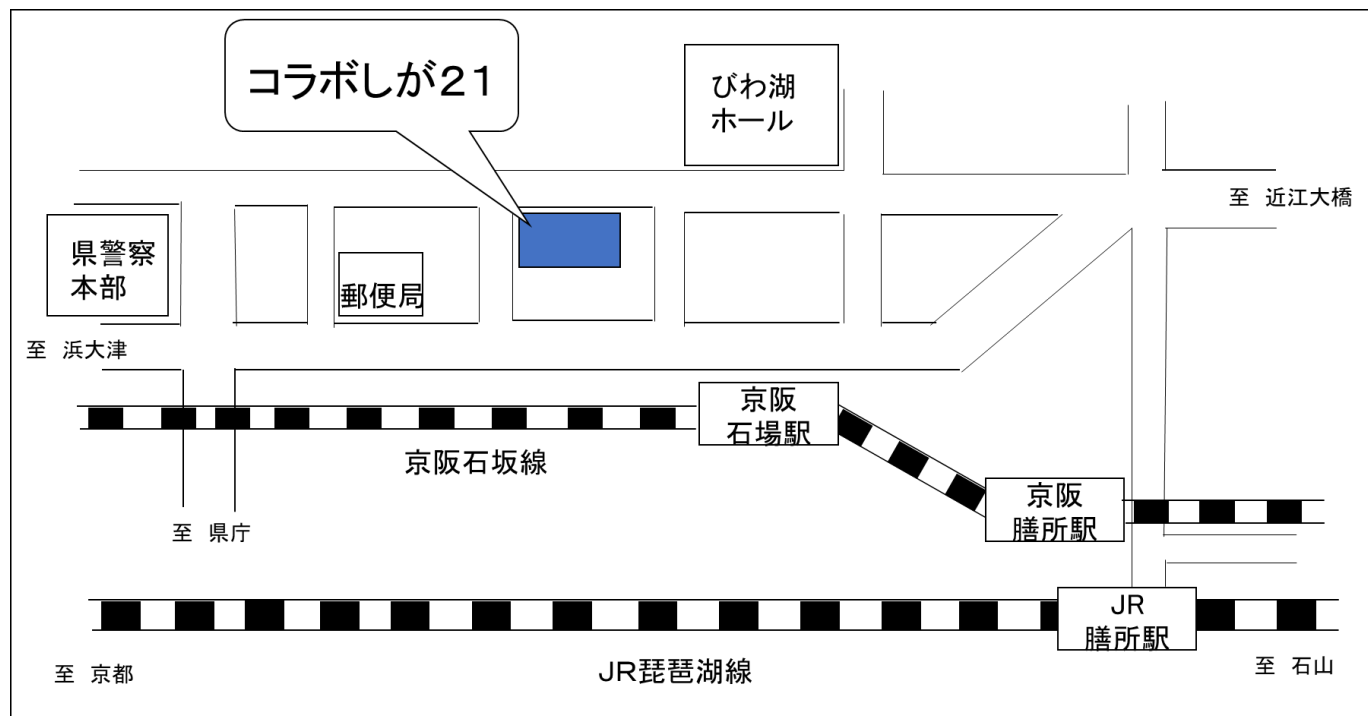 コラボしが２１
びわ湖
ホール
至 近江大橋
県警察
本部
郵便局
至 浜大津
京阪
石場駅
京阪石坂線
京阪
膳所駅
至 県庁
JR
膳所駅
至 京都
JR琵琶湖線
至 石山